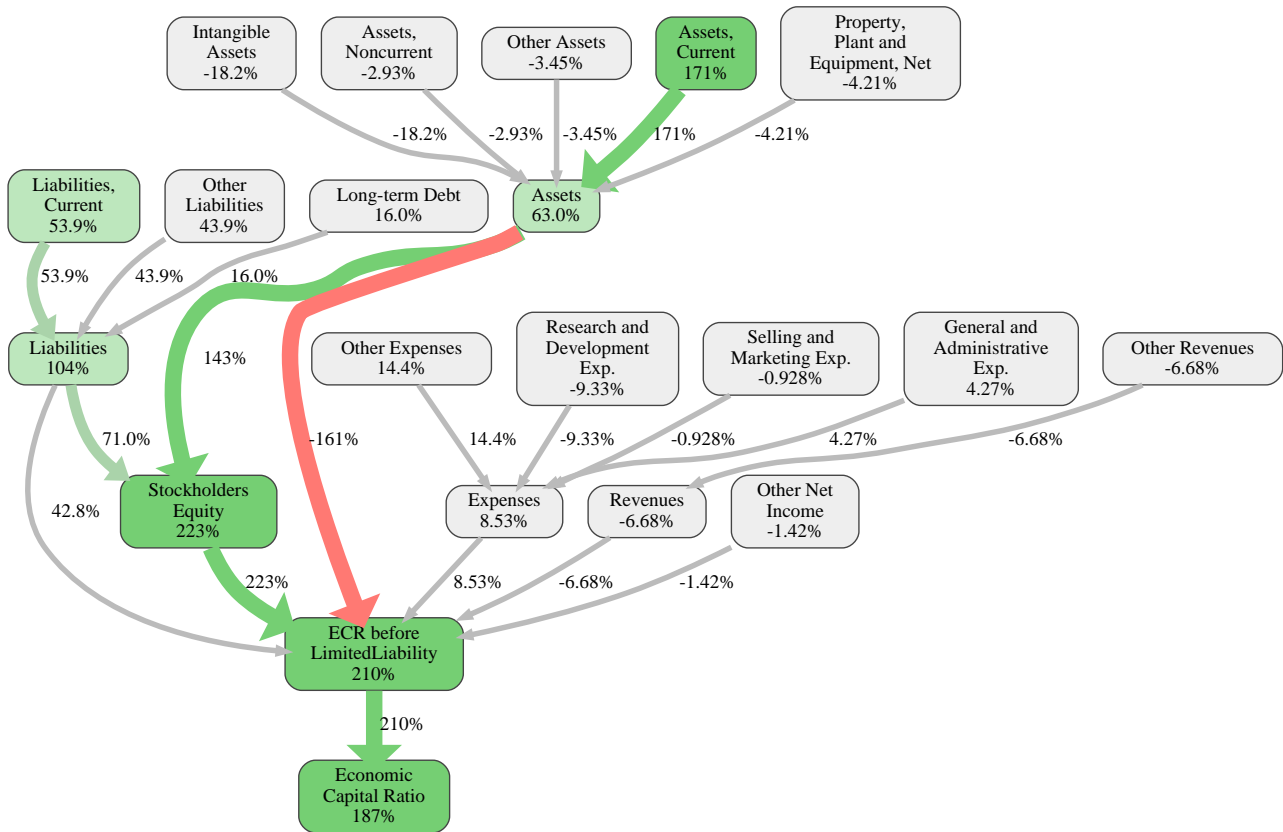 Intangible
Assets
-18.2%
Assets,
Noncurrent
-2.93%
Other Assets
-3.45%
Assets,
Current
171%
Property,
Plant and
Equipment, Net
-4.21%
-18.2%
-2.93%
-3.45%
171%
-4.21%
Liabilities,
Current
53.9%
Other
Liabilities
43.9%
Long-term Debt
16.0%
Assets
63.0%
53.9%
43.9%
16.0%
Liabilities
104%
143%
Other Expenses
14.4%
Research and
Development
Exp.
-9.33%
Selling and
Marketing Exp.
-0.928%
General and
Administrative
Exp.
4.27%
Other Revenues
-6.68%
71.0%
-161%
14.4%
-9.33%
-0.928%
4.27%
-6.68%
42.8%
Stockholders
Equity
223%
Expenses
8.53%
Revenues
-6.68%
Other Net
Income
-1.42%
223%
8.53%
-6.68%
-1.42%
ECR before
LimitedLiability
210%
210%
Economic
Capital Ratio
187%